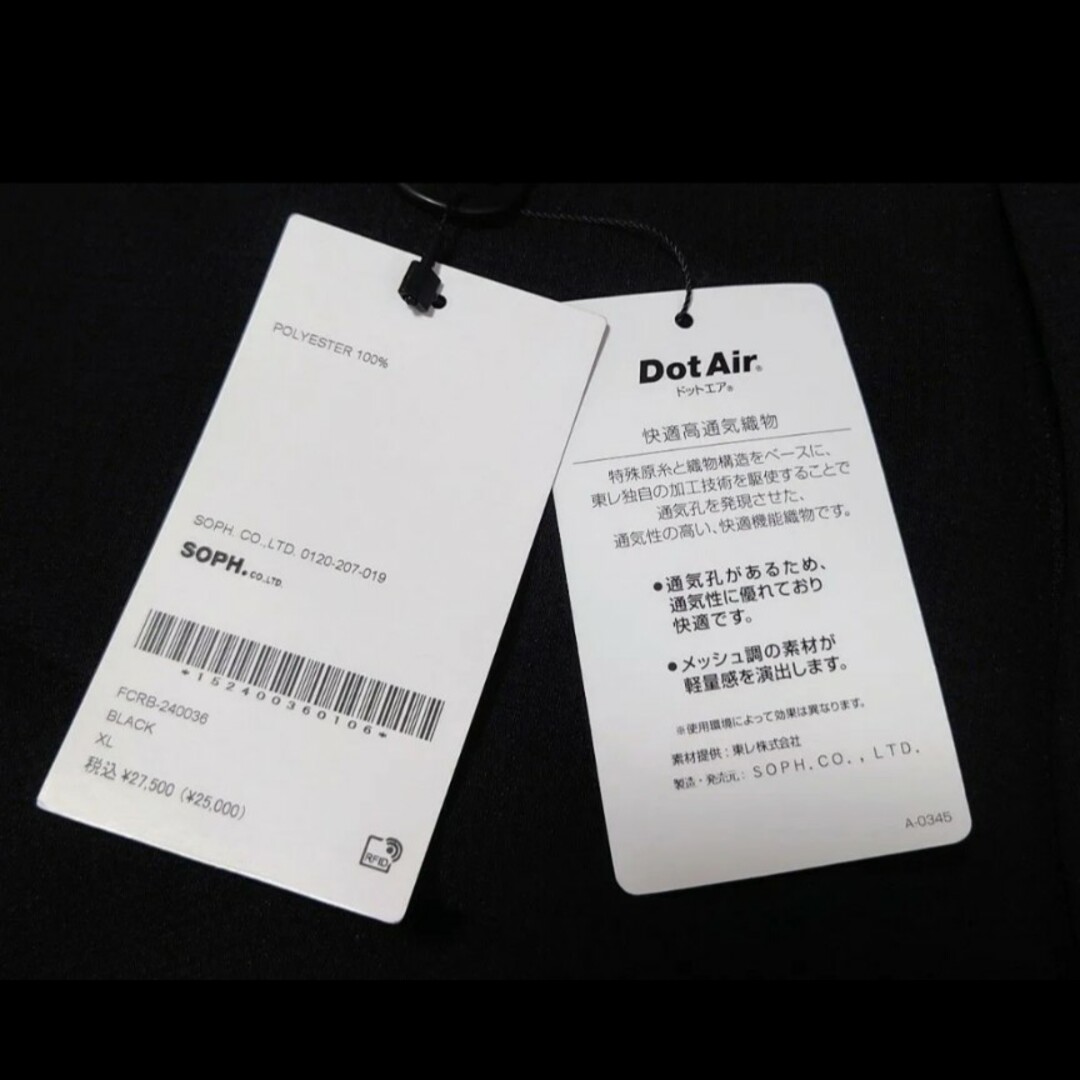 POLYESTER 100%
SOPH. CO.,LTD. 0120-207-019
SOPH. CO.,LTD.
*152400360106*
FCRB-240036
BLACK
XL
税込 ¥27,500 (¥25,000)
RFID
Dot Air®
ドットエア®
快適高通気織物
特殊原糸と織物構造をベースに、
東レ独自の加工技術を駆使することで
通気孔を発現させた、
通気性の高い、快適機能織物です。
●通気孔があるため、
通気性に優れており
快適です。
●メッシュ調の素材が
軽量感を演出します。
※使用環境によって効果は異なります。
素材提供：東レ株式会社
製造・発売元：SOPH.CO.,LTD.
A-0345